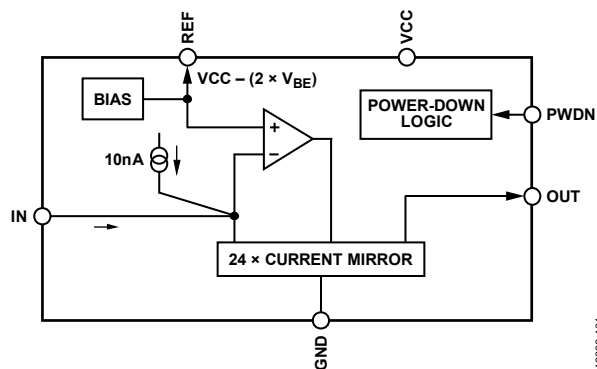 REF
VCC
VCC – (2 × VBE)
BIAS
POWER-DOWN
LOGIC
PWDN
+
–
10nA
OUT
IN
24 × CURRENT MIRROR
GND